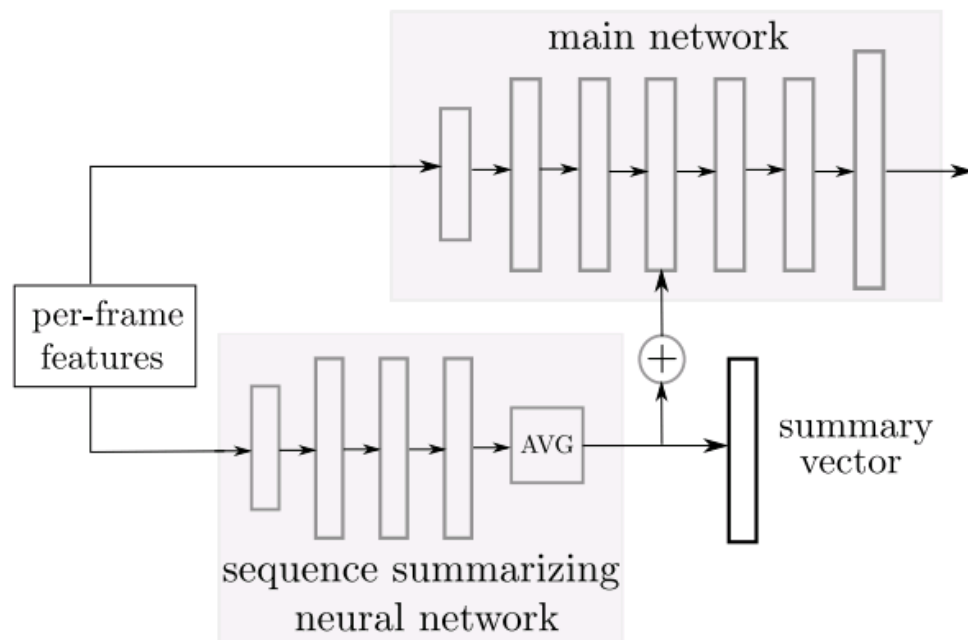 main network
per-frame
features
+
AVG
summary
vector
sequence summarizing
neural network